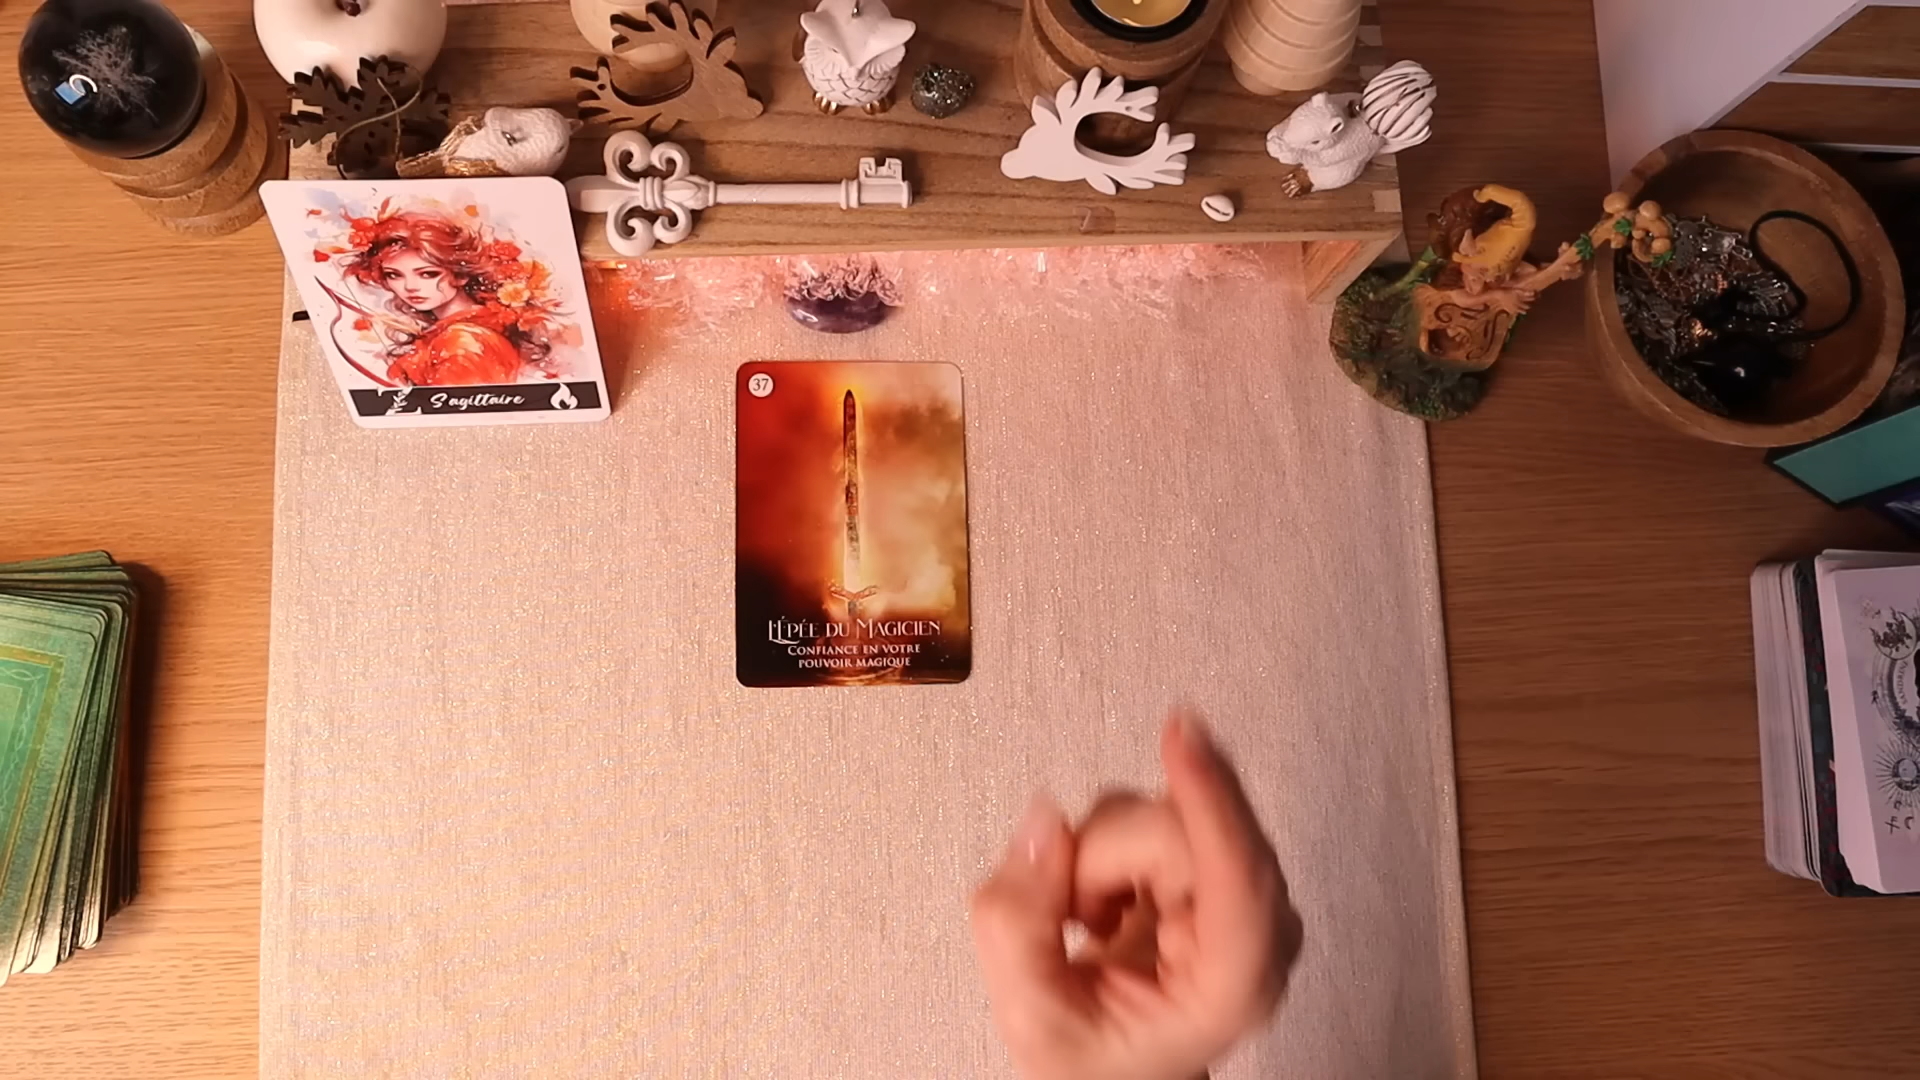 Sagittaire
37
L'Épée du Magicien
Confiance en votre
pouvoir magique